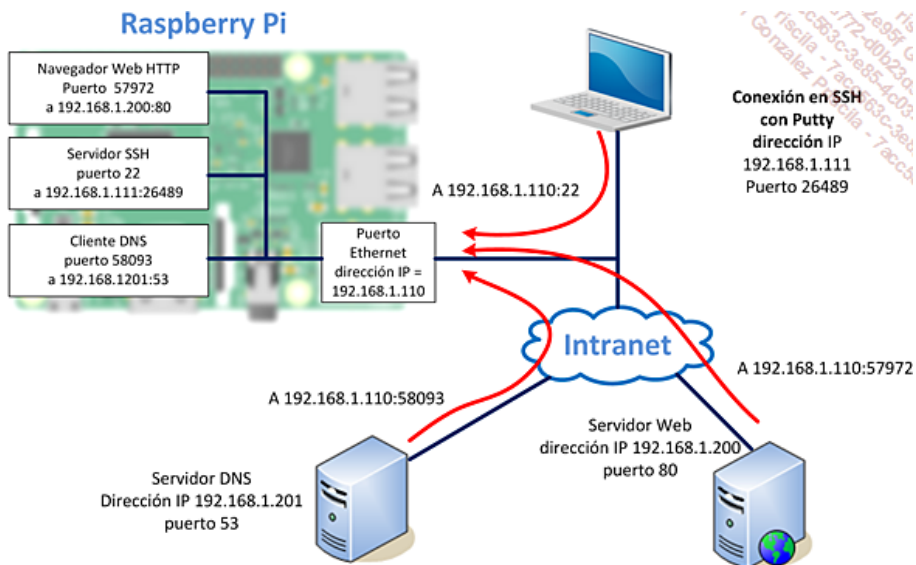 Raspberry Pi
Navegador Web HTTP
Puerto 57972
a 192.168.1.200:80
Servidor SSH
puerto 22
a 192.168.1.111:26489
Cliente DNS
puerto 58093
a 192.168.1201:53
Puerto
Ethernet
dirección IP =
192.168.1.110
Conexión en SSH
con Putty
dirección IP
192.168.1.111
Puerto 26489
A 192.168.1.110:22
Intranet
A 192.168.1.110:57972
A 192.168.1.110:58093
Servidor Web
dirección IP 192.168.1.200
puerto 80
Servidor DNS
Dirección IP 192.168.1.201
puerto 53